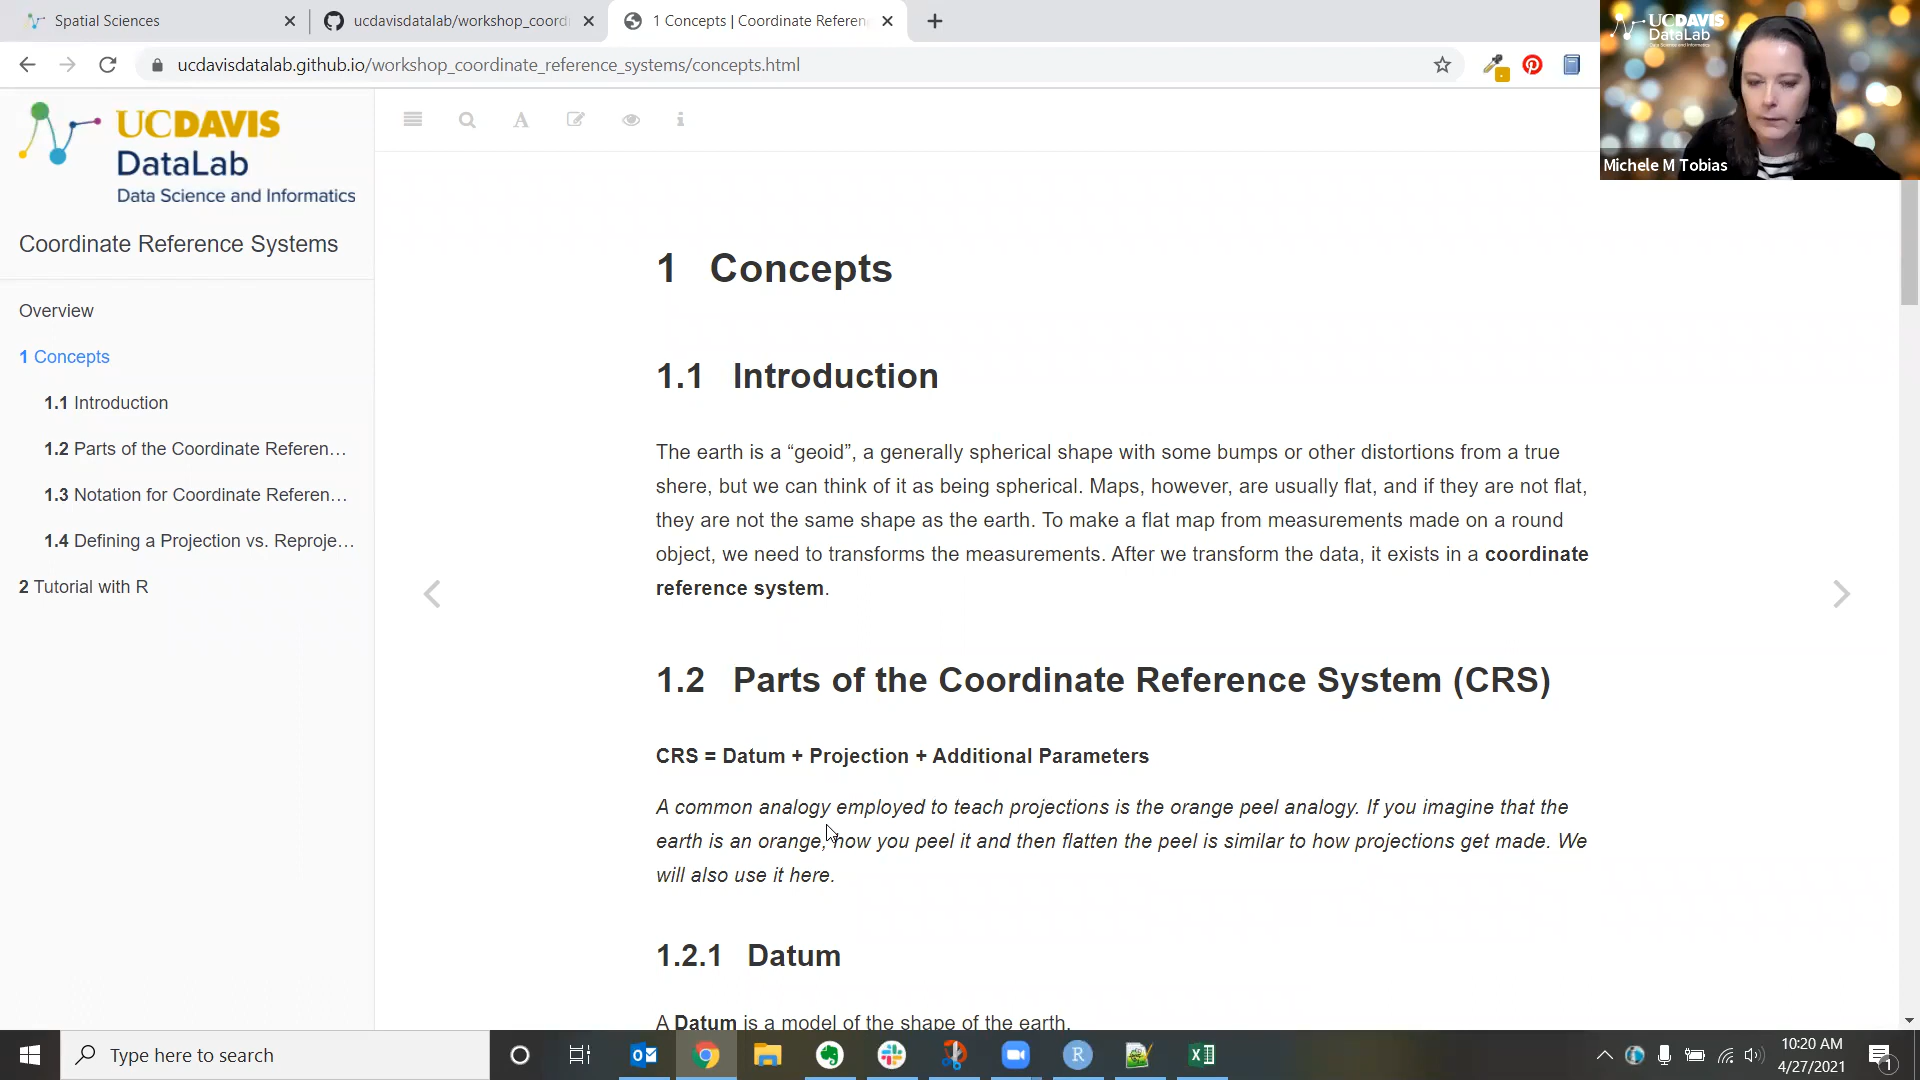 Spatial Sciences
ucdavisdatalab/workshop_coordi
1 Concepts | Coordinate Referen
ucdavisdatalab.github.io/workshop_coordinate_reference_systems/concepts.html
UCDAVIS
DataLab
Data Science and Informatics
Michele M Tobias
UCDAVIS
DataLab
Data Science and Informatics
Coordinate Reference Systems
Overview
1 Concepts
1.1 Introduction
1.2 Parts of the Coordinate Referen…
1.3 Notation for Coordinate Referen…
1.4 Defining a Projection vs. Reproje…
2 Tutorial with R
1 Concepts
1.1 Introduction
The earth is a “geoid”, a generally spherical shape with some bumps or other distortions from a true
shere, but we can think of it as being spherical. Maps, however, are usually flat, and if they are not flat,
they are not the same shape as the earth. To make a flat map from measurements made on a round
object, we need to transforms the measurements. After we transform the data, it exists in a coordinate
reference system.
1.2 Parts of the Coordinate Reference System (CRS)
CRS = Datum + Projection + Additional Parameters
A common analogy employed to teach projections is the orange peel analogy. If you imagine that the
earth is an orange, how you peel it and then flatten the peel is similar to how projections get made. We
will also use it here.
1.2.1 Datum
A Datum is a model of the shape of the earth.
Type here to search
10:20 AM
4/27/2021
1